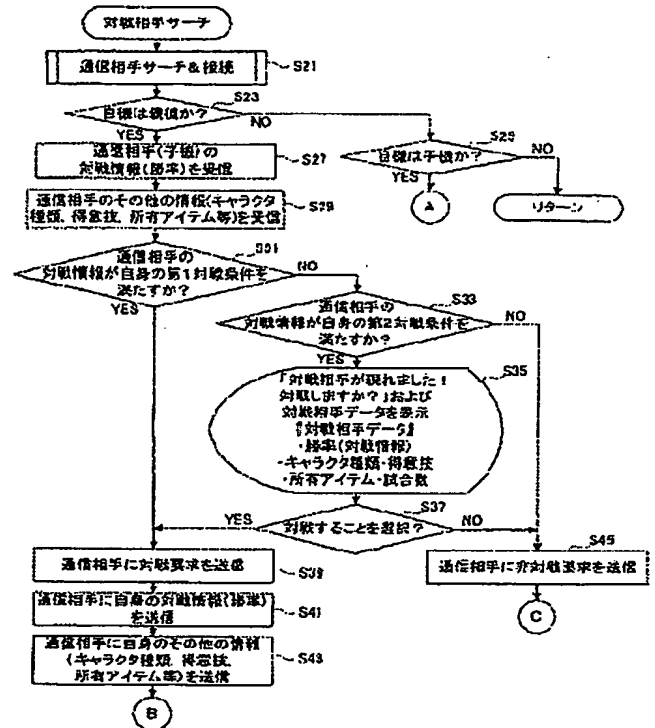 対戦相手サーチ
通信相手サーチ&接続
S21
自機は親機か?
S23
YES
NO
通信相手(子機)の
対戦情報(勝率)を受信
S27
自機は子機か?
S25
YES
NO
A
リターン
通信相手のその他の情報(キャラクタ
種類、得意技、所有アイテム等)を受信
S29
通信相手の
対戦情報が自身の第1対戦条件を
満たすか?
S31
YES
NO
通信相手の
対戦情報が自身の第2対戦条件を
満たすか?
S33
YES
NO
「対戦相手が現れました!
対戦しますか?」および
対戦相手データを表示
『対戦相手データ』
・勝率(対戦情報)
・キャラクタ種類・得意技
・所有アイテム・試合数
S35
対戦することを選択?
S37
YES
NO
通信相手に対戦要求を送信
S39
通信相手に非対戦要求を送信
S45
通信相手に自身の対戦情報(勝率)
を送信
S41
C
通信相手に自身のその他の情報
(キャラクタ種類、得意技、
所有アイテム等)を送信
S43
B